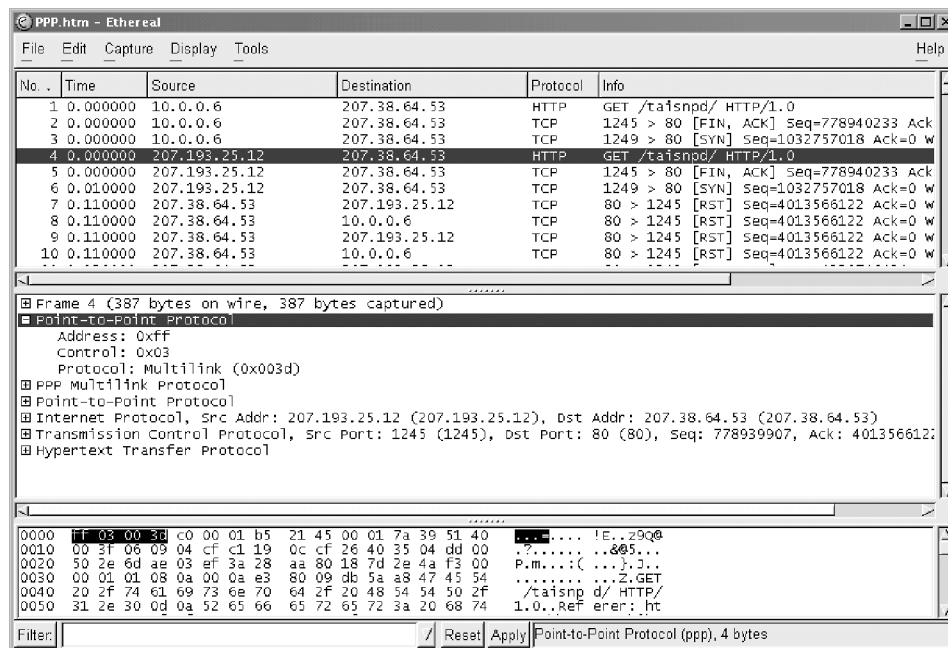 PPP.htm - Ethereal
File Edit Capture Display Tools Help
No. . Time Source Destination Protocol Info
1 0.000000 10.0.0.6 207.38.64.53 HTTP GET /taisnpd/ HTTP/1.0
2 0.000000 10.0.0.6 207.38.64.53 TCP 1245 > 80 [FIN, ACK] Seq=778940233 Ack
3 0.000000 10.0.0.6 207.38.64.53 TCP 1249 > 80 [SYN] Seq=1032757018 Ack=0 W
4 0.000000 207.193.25.12 207.38.64.53 HTTP GET /taisnpd/ HTTP/1.0
5 0.000000 207.193.25.12 207.38.64.53 TCP 1245 > 80 [FIN, ACK] Seq=778940233 Ack
6 0.010000 207.193.25.12 207.38.64.53 TCP 1249 > 80 [SYN] Seq=1032757018 Ack=0 W
7 0.110000 207.38.64.53 207.193.25.12 TCP 80 > 1245 [RST] Seq=4013566122 Ack=0 W
8 0.110000 207.38.64.53 10.0.0.6 TCP 80 > 1245 [RST] Seq=4013566122 Ack=0 W
9 0.110000 207.38.64.53 207.193.25.12 TCP 80 > 1245 [RST] Seq=4013566122 Ack=0 W
10 0.110000 207.38.64.53 10.0.0.6 TCP 80 > 1245 [RST] Seq=4013566122 Ack=0 W
Frame 4 (387 bytes on wire, 387 bytes captured)
Point-to-Point Protocol
Address: 0xff
Control: 0x03
Protocol: Multilink (0x003d)
PPP Multilink Protocol
Point-to-Point Protocol
Internet Protocol, Src Addr: 207.193.25.12 (207.193.25.12), Dst Addr: 207.38.64.53 (207.38.64.53)
Transmission Control Protocol, Src Port: 1245 (1245), Dst Port: 80 (80), Seq: 778939907, Ack: 4013566122
Hypertext Transfer Protocol
0000 ff 03 00 3d c0 00 01 b5 21 45 00 01 7a 39 51 40 ...=.... !E..z9Q@
0010 00 3f 06 09 04 cf c1 19 0c cf 26 40 35 04 dd 00 .?...... ..&@5...
0020 50 2e 6d ae 03 ef 3a 28 aa 80 18 7d 2e 4a f3 00 P.m...:( ...}.J..
0030 00 01 01 08 0a 00 0a e3 80 09 db 5a a8 47 45 54 ........ ...Z.GET
0040 20 2f 74 61 69 73 6e 70 64 2f 20 48 54 54 50 2f /taisnp d/ HTTP/
0050 31 2e 30 0d 0a 52 65 66 65 72 65 72 3a 20 68 74 1.0..Ref erer: ht
Filter: / Reset Apply Point-to-Point Protocol (ppp), 4 bytes